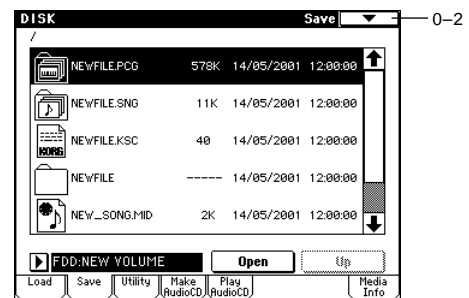 DISK Save 0–2
/
NEWFILE.PCG 578K 14/05/2001 12:00:00
NEWFILE.SNG 11K 14/05/2001 12:00:00
KORG NEWFILE.KSC 40 14/05/2001 12:00:00
NEWFILE ----- 14/05/2001 12:00:00
NEW_SONG.MID 2K 14/05/2001 12:00:00
FDD:NEW VOLUME Open Up
Load Save Utility Make AudioCD Play AudioCD Media Info